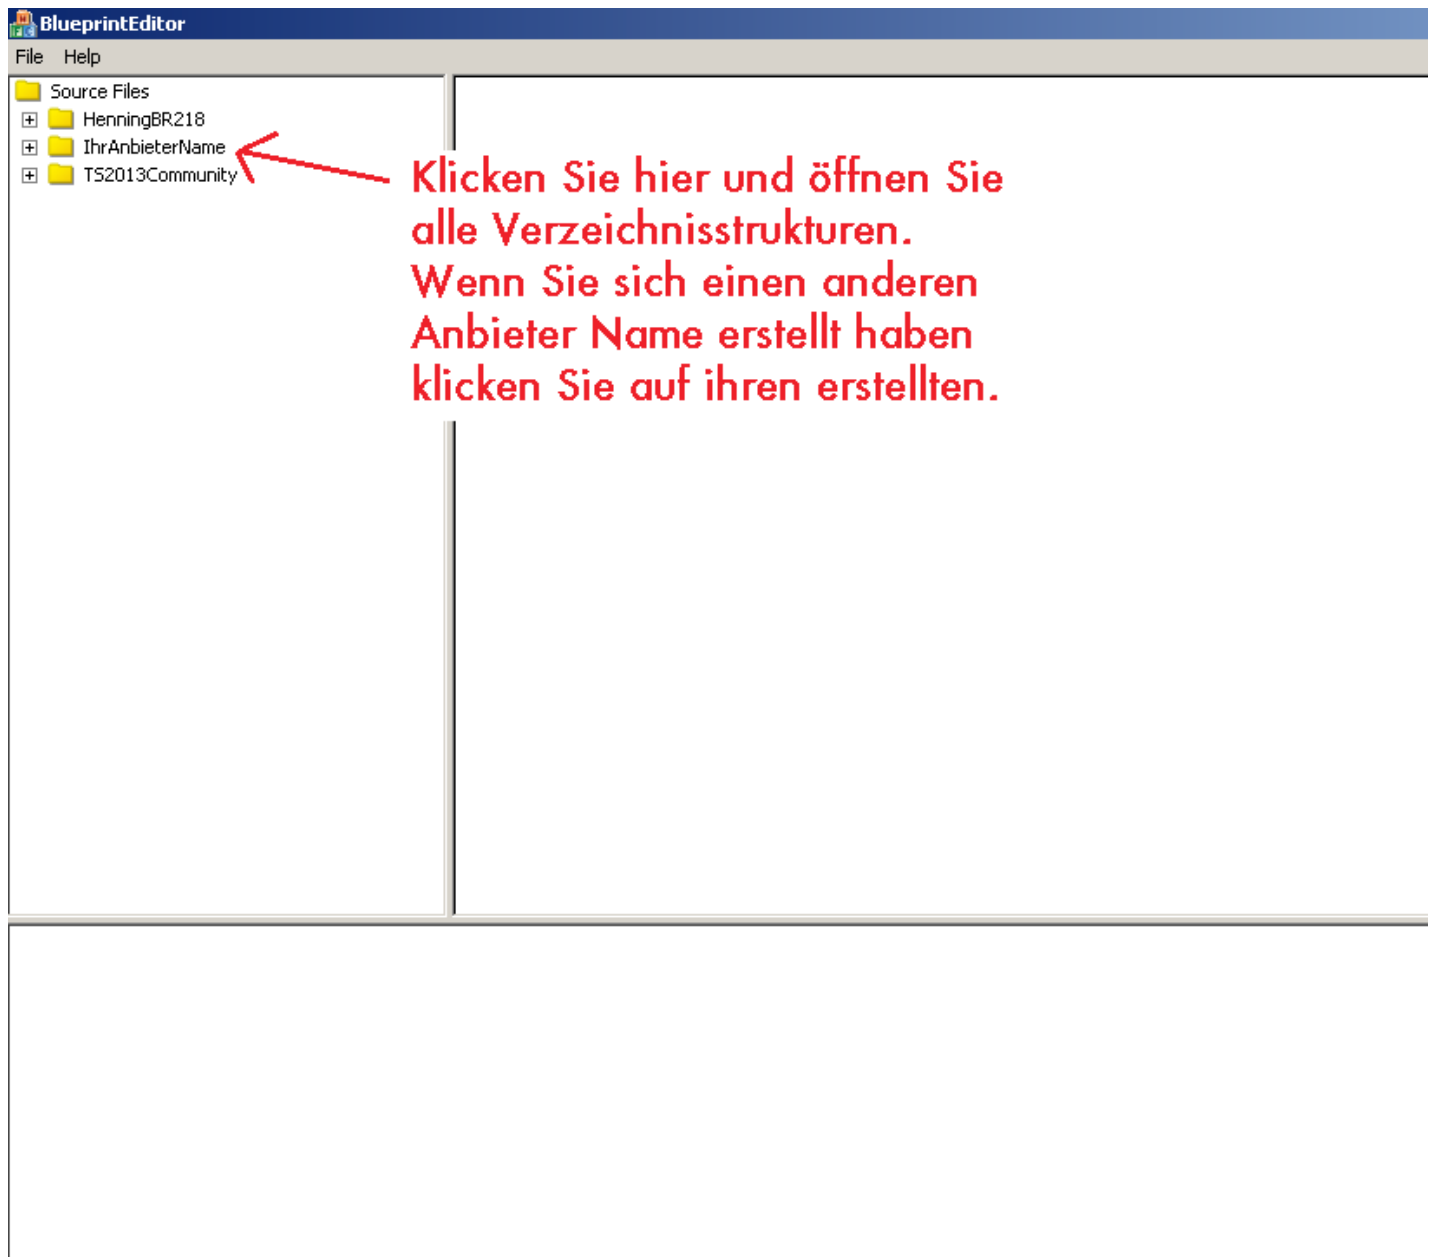 BlueprintEditor
File Help
Source Files
HenningBR218
IhrAnbieterName
TS2013Community
Klicken Sie hier und öffnen Sie
alle Verzeichnisstrukturen.
Wenn Sie sich einen anderen
Anbieter Name erstellt haben
klicken Sie auf ihren erstellten.